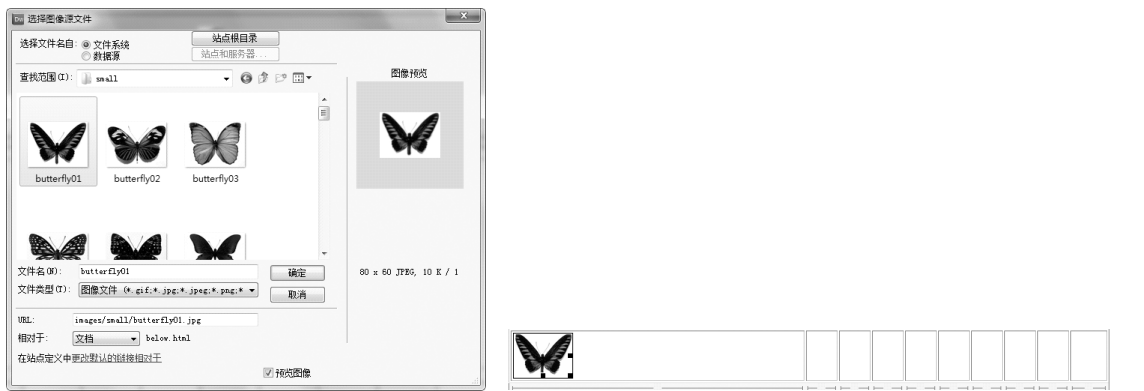 Dw 选择图像源文件
选择文件名自: 文件系统 站点根目录
数据源 站点和服务器...
查找范围(I): small
图像预览
butterfly01 butterfly02 butterfly03
文件名(N): butterfly01 确定
80 x 60 JPEG, 10 K / 1
文件类型(T): 图像文件 (*.gif;*.jpg;*.jpeg;*.png;* 取消
URL: images/small/butterfly01.jpg
相对于: 文档 below.html
在站点定义中更改默认的链接相对于
预览图像